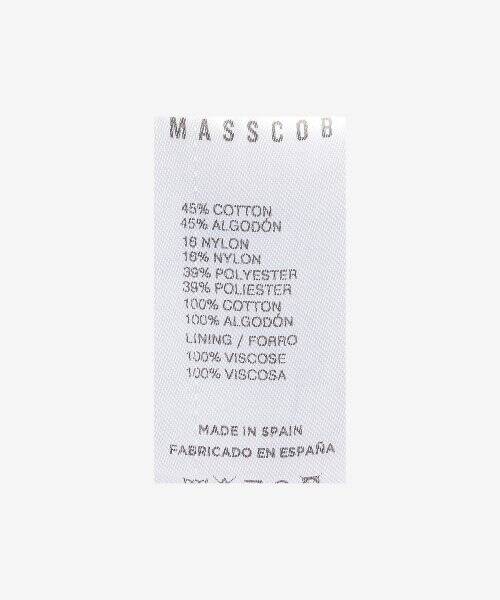 MASSCOB
45% COTTON
45% ALGODÓN
16 NYLON
16% NYLON
39% POLYESTER
39% POLIESTER
100% COTTON
100% ALGODÓN
LINING / FORRO
100% VISCOSE
100% VISCOSA
MADE IN SPAIN
FABRICADO EN ESPAÑA